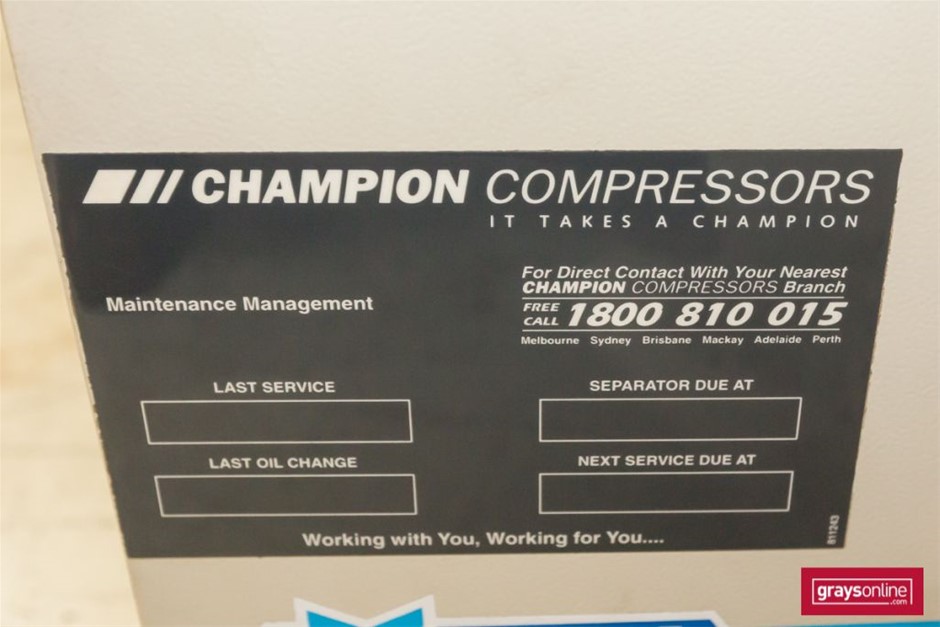 CHAMPION COMPRESSORS
IT TAKES A CHAMPION
For Direct Contact With Your Nearest
CHAMPION COMPRESSORS Branch
Maintenance Management
FREE CALL 1800 810 015
Melbourne Sydney Brisbane Mackay Adelaide Perth
LAST SERVICE
SEPARATOR DUE AT
LAST OIL CHANGE
NEXT SERVICE DUE AT
Working with You, Working for You....
811243
graysonline
.com